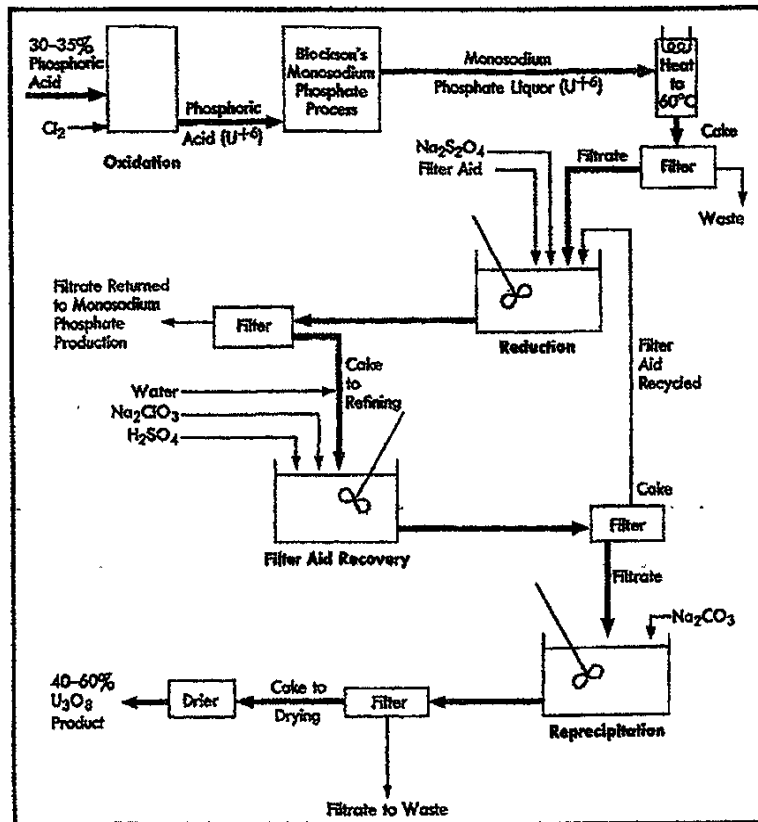 30–35%
Phosphoric
Acid
Cl2
Oxidation
Phosphoric
Acid (U+6)
Blockson's
Monosodium
Phosphate
Process
Monosodium
Phosphate Liquor (U+6)
Heat
to
60°C
Cake
Filter
Filtrate
Waste
Na2S2O4
Filter Aid
Reduction
Filter
Aid
Recycled
Filtrate Returned
to Monosodium
Phosphate
Production
Filter
Cake
to
Refining
Water
Na2ClO3
H2SO4
Filter Aid Recovery
Cake
Filter
Filtrate
Na2CO3
Reprecipitation
Filter
Cake to
Drying
Drier
40–60%
U3O8
Product
Filtrate to Waste